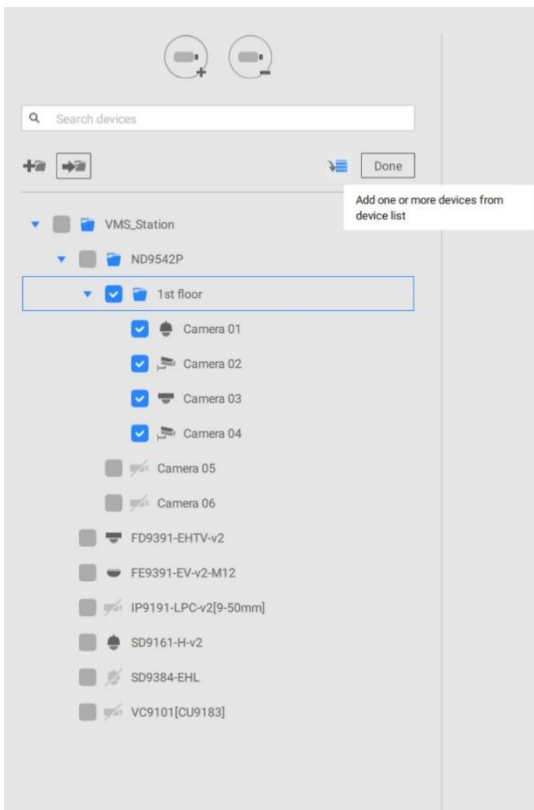 Search devices
Done
Add one or more devices from
device list
VMS_Station
ND9542P
1st floor
Camera 01
Camera 02
Camera 03
Camera 04
Camera 05
Camera 06
FD9391-EHTV-v2
FE9391-EV-v2-M12
IP9191-LPC-v2[9-50mm]
SD9161-H-v2
SD9384-EHL
VC9101[CU9183]